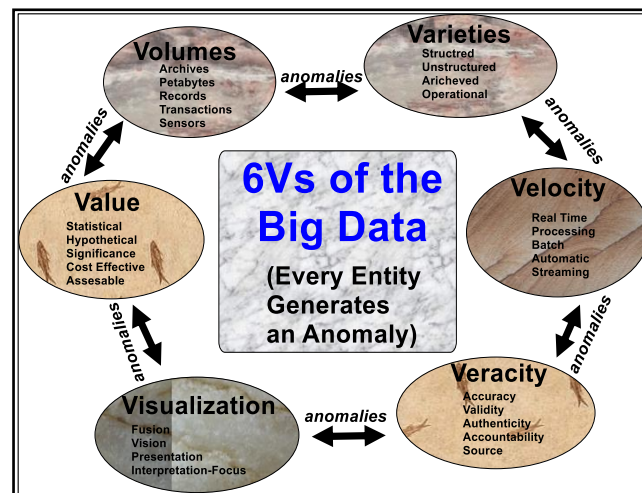 Volumes
Archives
Petabytes
Records
Transactions
Sensors
anomalies
Varieties
Structred
Unstructured
Aricheved
Operational
anomalies
anomalies
6Vs of the
Big Data
(Every Entity
Generates
an Anomaly)
Value
Statistical
Hypothetical
Significance
Cost Effective
Assesable
Velocity
Real Time
Processing
Batch
Automatic
Streaming
anomalies
anomalies
Visualization
Fusion
Vision
Presentation
Interpretation-Focus
anomalies
Veracity
Accuracy
Validity
Authenticity
Accountability
Source